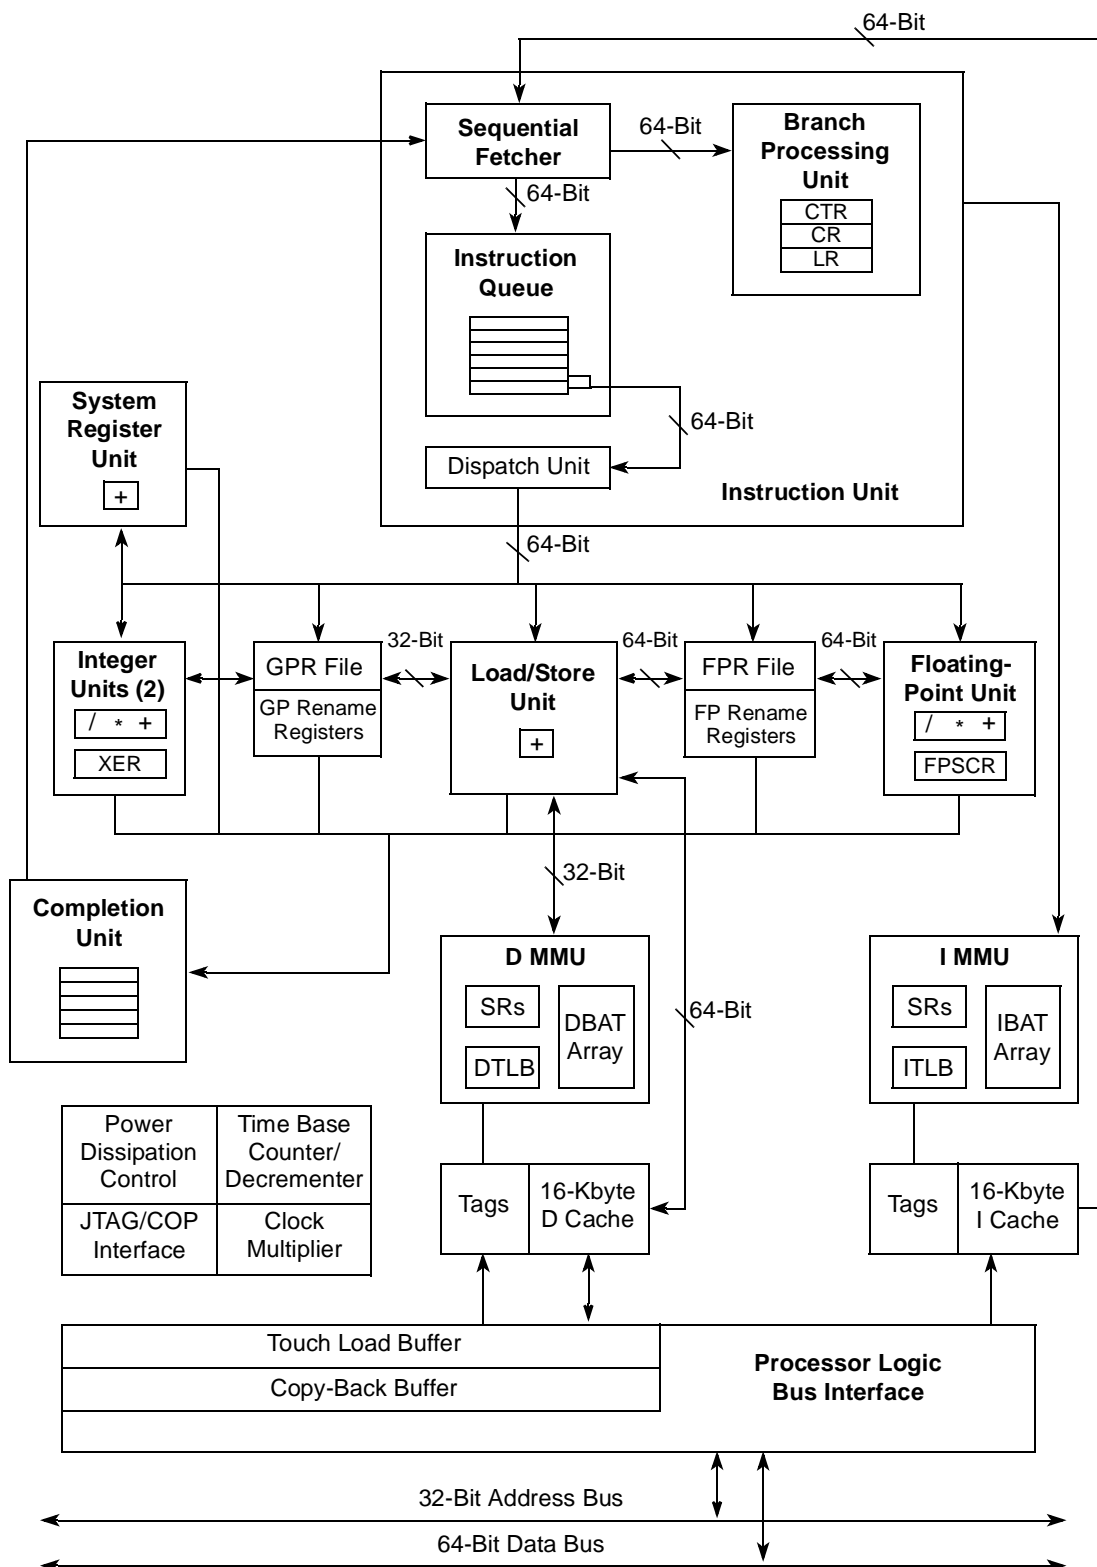 64-Bit
Sequential
Fetcher
64-Bit
Branch
Processing
Unit
CTR
CR
LR
64-Bit
Instruction
Queue
System
Register
Unit
+
64-Bit
Dispatch Unit
Instruction Unit
64-Bit
Integer
Units (2)
/ * +
XER
GPR File
GP Rename
Registers
32-Bit
Load/Store
Unit
+
64-Bit
FPR File
FP Rename
Registers
64-Bit
Floating-
Point Unit
/ * +
FPSCR
32-Bit
Completion
Unit
D MMU
SRs
DTLB
DBAT
Array
64-Bit
I MMU
SRs
ITLB
IBAT
Array
Power
Dissipation
Control
Time Base
Counter/
Decrementer
JTAG/COP
Interface
Clock
Multiplier
Tags
16-Kbyte
D Cache
Tags
16-Kbyte
I Cache
Touch Load Buffer
Copy-Back Buffer
Processor Logic
Bus Interface
32-Bit Address Bus
64-Bit Data Bus